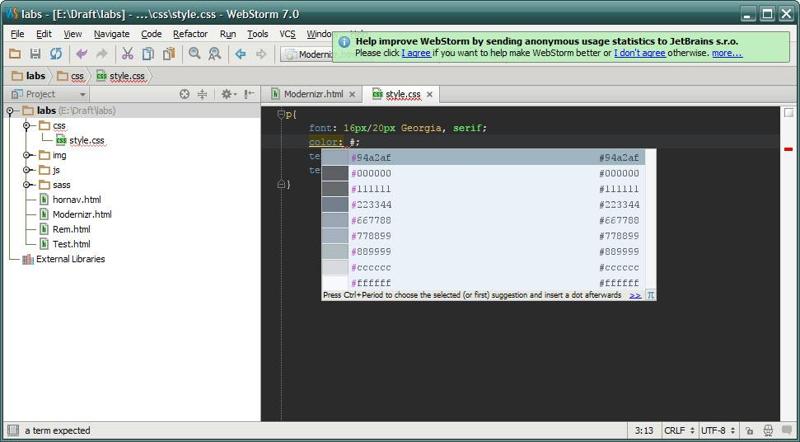 labs - [E:\Draft\labs] - ...\css\style.css - WebStorm 7.0
File Edit View Navigate Code Refactor Run Tools VCS Window
Moderniz
Help improve WebStorm by sending anonymous usage statistics to JetBrains s.r.o.
Please click I agree if you want to help make WebStorm better or I don't agree otherwise. more...
labs css style.css
Project
Modernizr.html style.css
labs (E:\Draft\labs)
css
style.css
img
js
sass
hornav.html
Modernizr.html
Rem.html
Test.html
External Libraries
p{
font: 16px/20px Georgia, serif;
color: #;
te
te
}
#94a2af #94a2af
#000000 #000000
#111111 #111111
#223344 #223344
#667788 #667788
#778899 #778899
#889999 #889999
#cccccc #cccccc
#ffffff #ffffff
Press Ctrl+Period to choose the selected (or first) suggestion and insert a dot afterwards >> π
a term expected 3:13 CRLF UTF-8